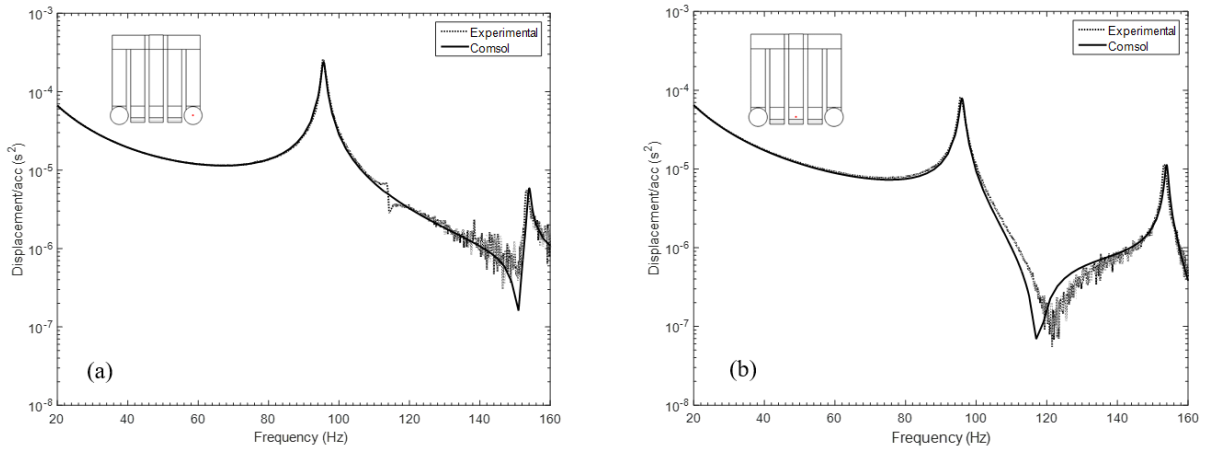 10^-3
10^-4
10^-5
10^-6
10^-7
10^-8
Displacement/acc (s^2)
Experimental
Comsol
(a)
20 40 60 80 100 120 140 160
Frequency (Hz)
10^-3
10^-4
10^-5
10^-6
10^-7
10^-8
Displacement/acc (s^2)
Experimental
Comsol
(b)
20 40 60 80 100 120 140 160
Frequency (Hz)